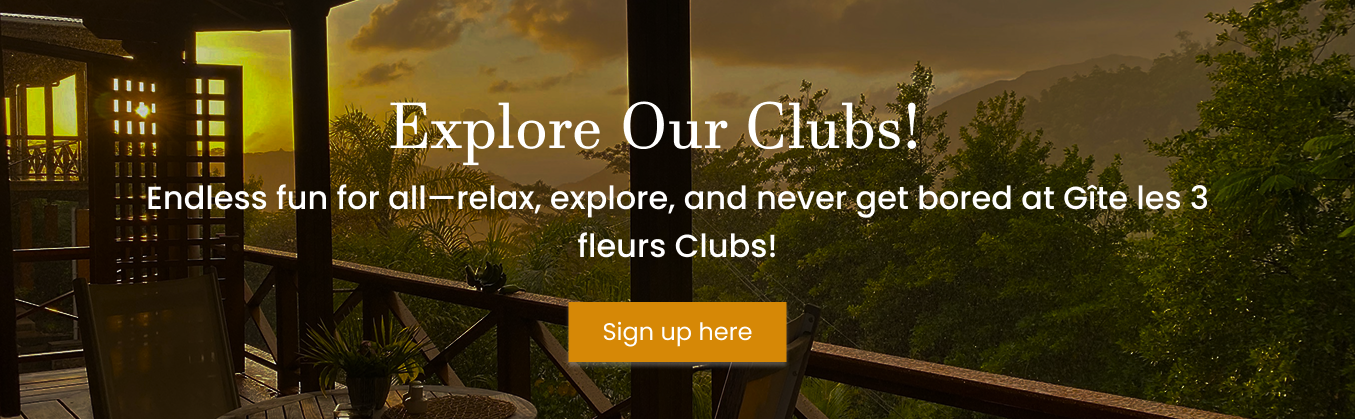 Explore Our Clubs!
Endless fun for all—relax, explore, and never get bored at Gîte les 3
fleurs Clubs!
Sign up here